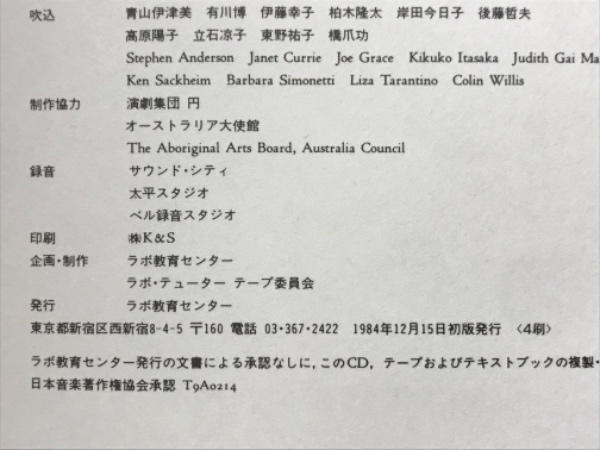 吹込 青山伊津美 有川博 伊藤幸子 柏木隆太 岸田今日子 後藤哲夫
高原陽子 立石凉子 東野祐子 橋爪功
Stephen Anderson Janet Currie Joe Grace Kikuko Itasaka Judith Gai Ma
Ken Sackheim Barbara Simonetti Liza Tarantino Colin Willis
制作協力 演劇集団 円
オーストラリア大使館
The Aboriginal Arts Board, Australia Council
録音 サウンド・シティ
太平スタジオ
ベル録音スタジオ
印刷 ㈱K&S
企画・制作 ラボ教育センター
ラボ・テューター テープ委員会
発行 ラボ教育センター
東京都新宿区西新宿8-4-5 〒160 電話 03・367・2422 1984年12月15日初版発行 〈4刷〉
ラボ教育センター発行の文書による承認なしに,このCD, テープおよびテキストブックの複製・
日本音楽著作権協会承認 T9A0214